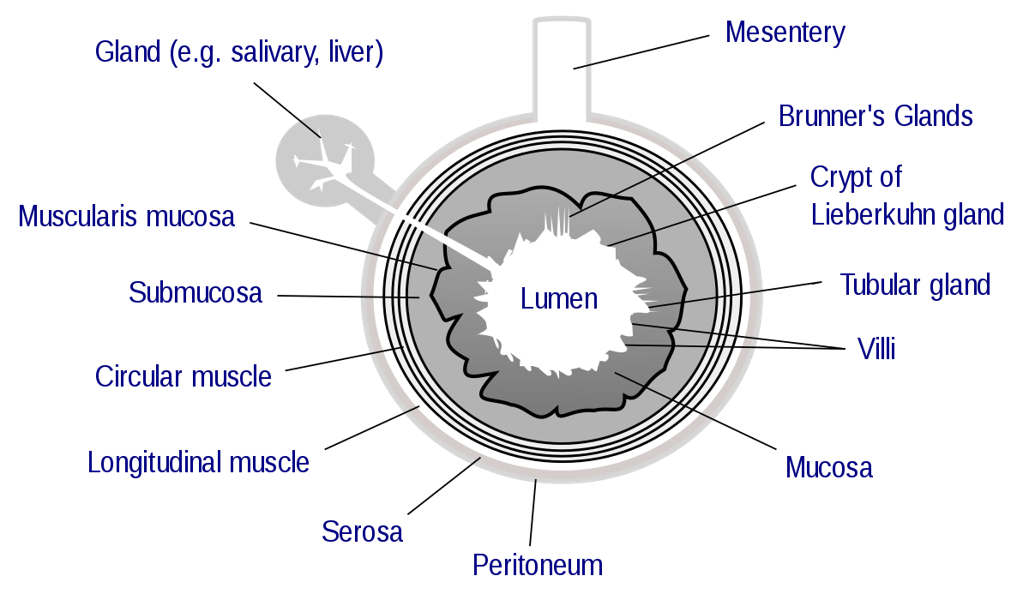 Mesentery
Gland (e.g. salivary, liver)
Brunner's Glands
Crypt of
Lieberkuhn gland
Muscularis mucosa
Tubular gland
Submucosa
Lumen
Villi
Circular muscle
Longitudinal muscle
Mucosa
Serosa
Peritoneum